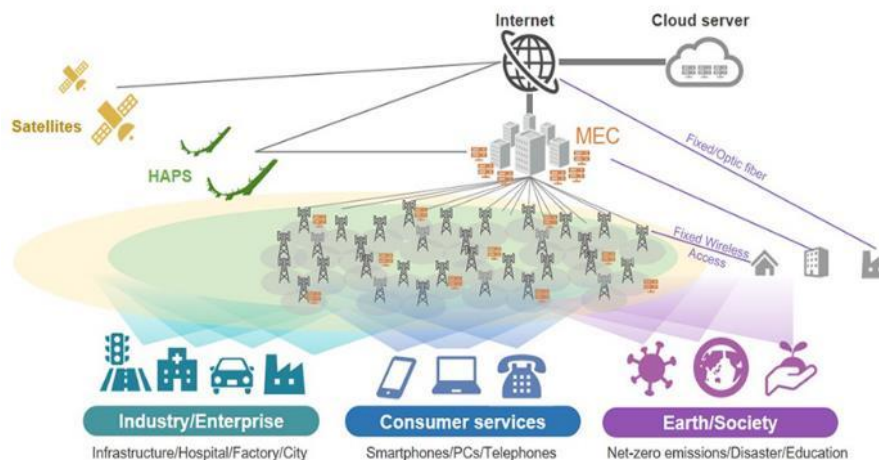 Internet
Cloud server
Satellites
MEC
HAPS
Fixed/Optic fiber
Fixed Wireless
Access
Industry/Enterprise
Consumer services
Earth/Society
Infrastructure/Hospital/Factory/City
Smartphones/PCs/Telephones
Net-zero emissions/Disaster/Education